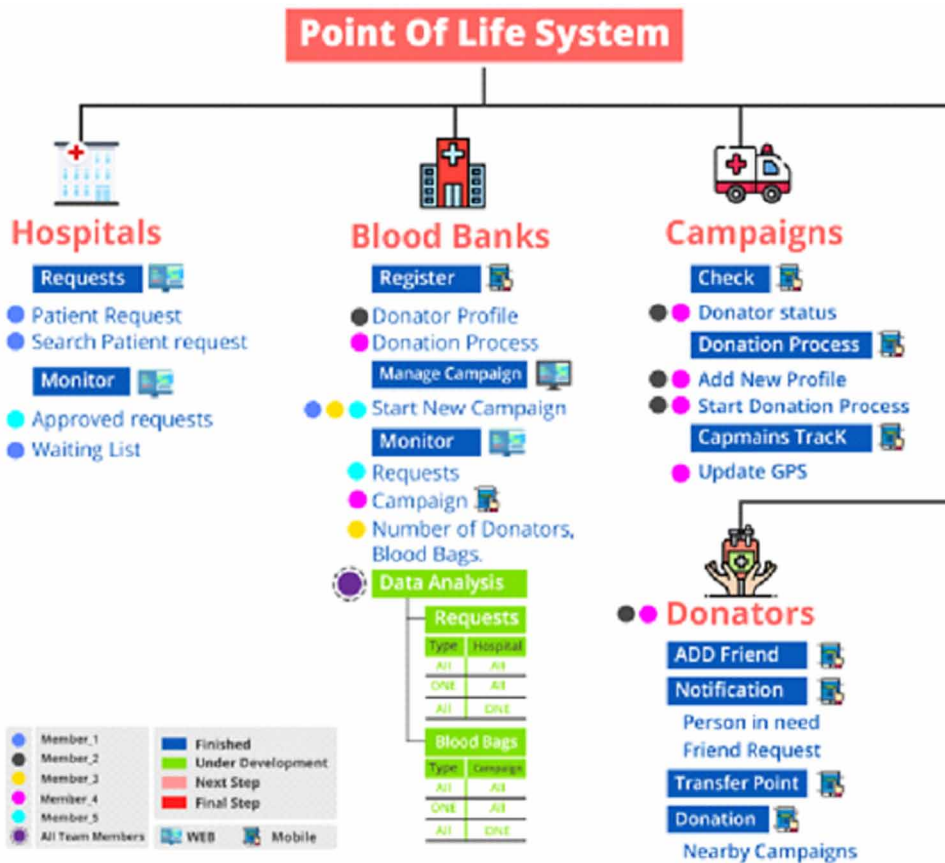 Point Of Life System
Hospitals
Requests
Patient Request
Search Patient request
Monitor
Approved requests
Waiting List
Blood Banks
Register
Donator Profile
Donation Process
Manage Campaign
Start New Campaign
Monitor
Requests
Campaign
Number of Donators,
Blood Bags.
Data Analysis
Requests
Type Hospital
All All
ONE All
All ONE
Blood Bags
Type Campaign
All All
ONE All
All ONE
Campaigns
Check
Donator status
Donation Process
Add New Profile
Start Donation Process
Capmains TracK
Update GPS
Donators
ADD Friend
Notification
Person in need
Friend Request
Transfer Point
Donation
Nearby Campaigns
Member_1
Member_2
Member_3
Member_4
Member_5
All Team Members
Finished
Under Development
Next Step
Final Step
WEB Mobile